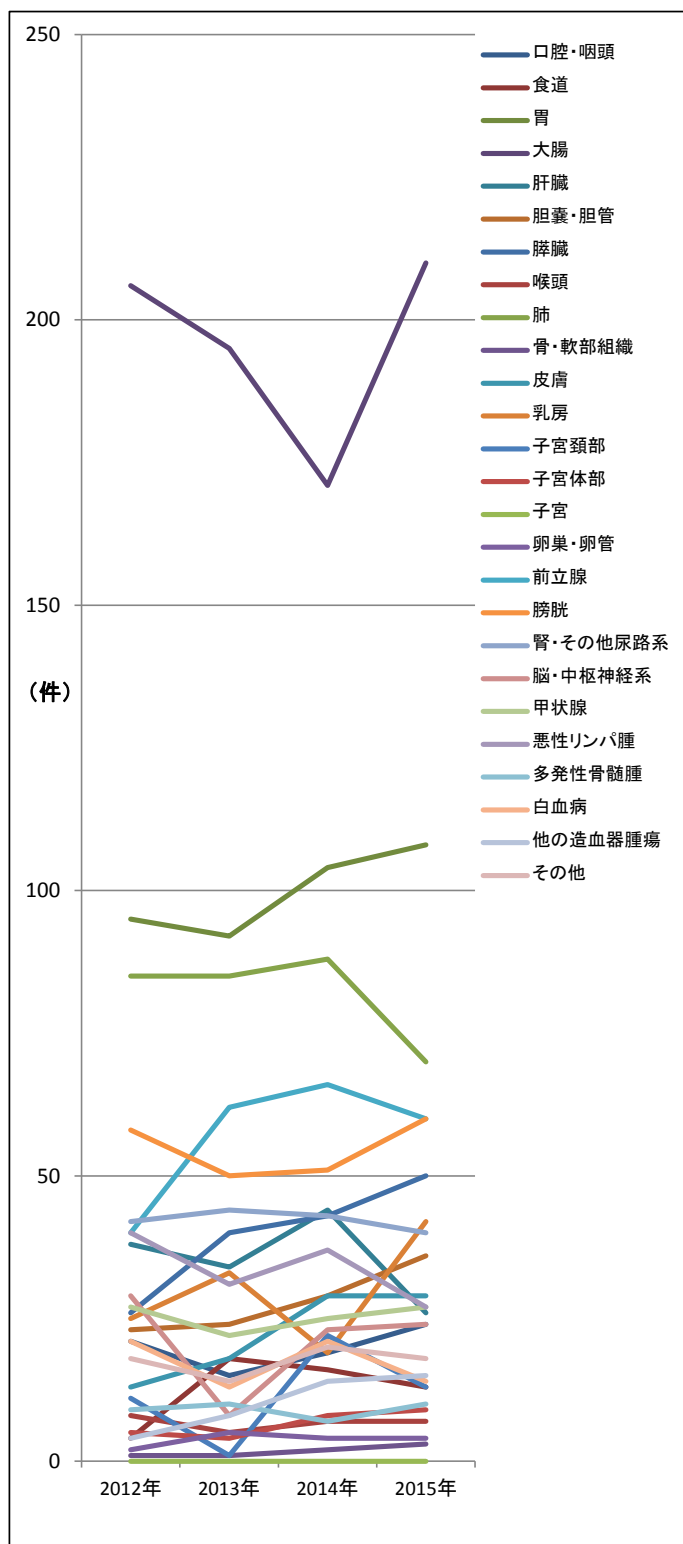 250
200
150
(件)
100
50
0
2012年 2013年 2014年 2015年
口腔・咽頭
食道
胃
大腸
肝臓
胆嚢・胆管
膵臓
喉頭
肺
骨・軟部組織
皮膚
乳房
子宮頚部
子宮体部
子宮
卵巣・卵管
前立腺
膀胱
腎・その他尿路系
脳・中枢神経系
甲状腺
悪性リンパ腫
多発性骨髄腫
白血病
他の造血器腫瘍
その他